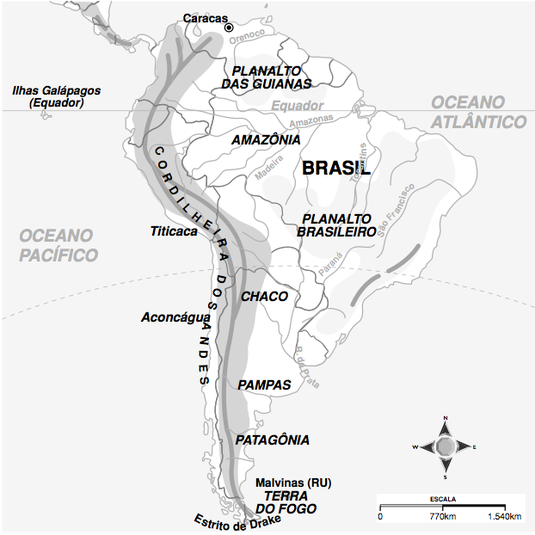 Caracas
Orenoco
PLANALTO
DAS GUIANAS
Ilhas Galápagos
(Equador)
Equador
OCEANO
ATLÂNTICO
Amazonas
AMAZÔNIA
Madeira
BRASIL
Tocantins
CORDILHEIRA DOS ANDES
São Francisco
PLANALTO
BRASILEIRO
Titicaca
OCEANO
PACÍFICO
Paraná
CHACO
Aconcágua
R. da Prata
PAMPAS
PATAGÔNIA
N
W
E
S
Malvinas (RU)
TERRA
DO FOGO
Estrito de Drake
ESCALA
0 770km 1.540km